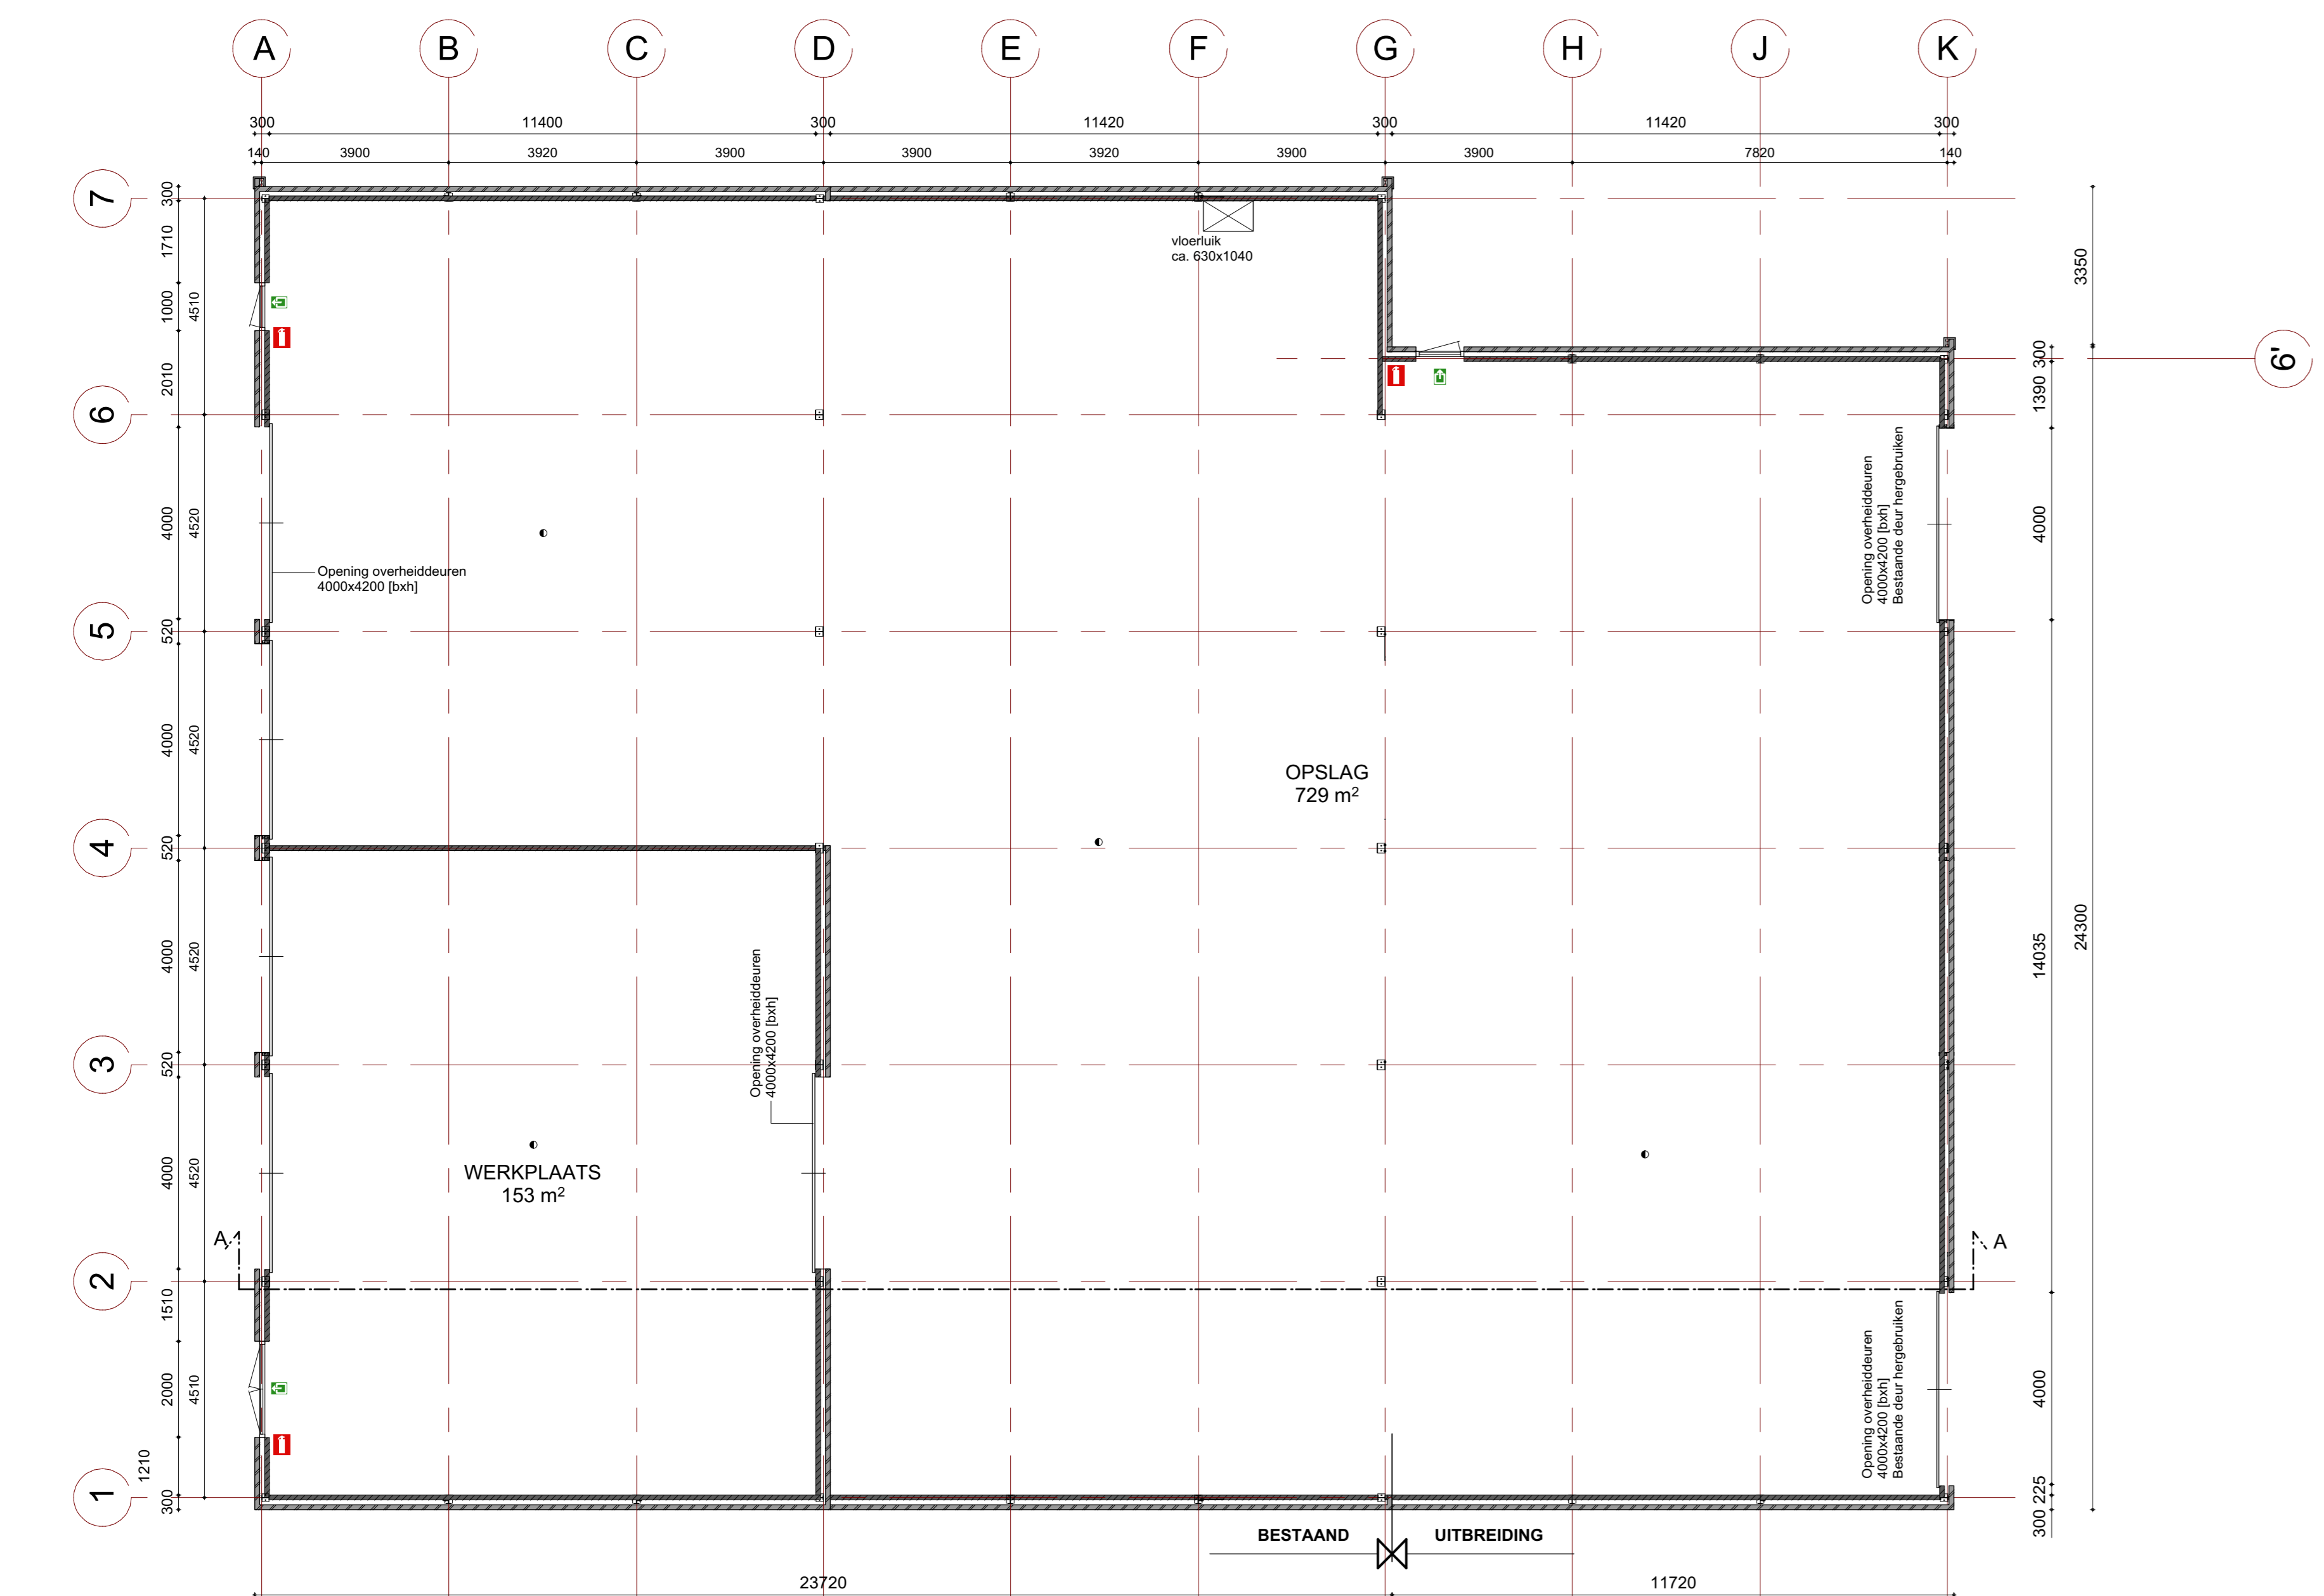 A B C D E F G H J K
300 11400 300 11420 300 11420 300
140 3900 3920 3900 3900 3920 3900 3900 7820 140
7
6
5
4
3
2
1
6'
300
1710
1000
2010
4000
520
4000
520
4000
520
4000
1510
2000
1210
300
4510
4520
4520
4520
4520
4510
vloerluik
ca. 630x1040
Opening overheiddeuren
4000x4200 [bxh]
Opening overheiddeuren
4000x4200 [bxh]
Bestaande deur hergebruiken
OPSLAG
729 m²
Opening overheiddeuren
4000x4200 [bxh]
WERKPLAATS
153 m²
A
A
Opening overheiddeuren
4000x4200 [bxh]
Bestaande deur hergebruiken
3350
24300
300
1390
4000
14035
4000
225
300
BESTAAND UITBREIDING
23720 11720